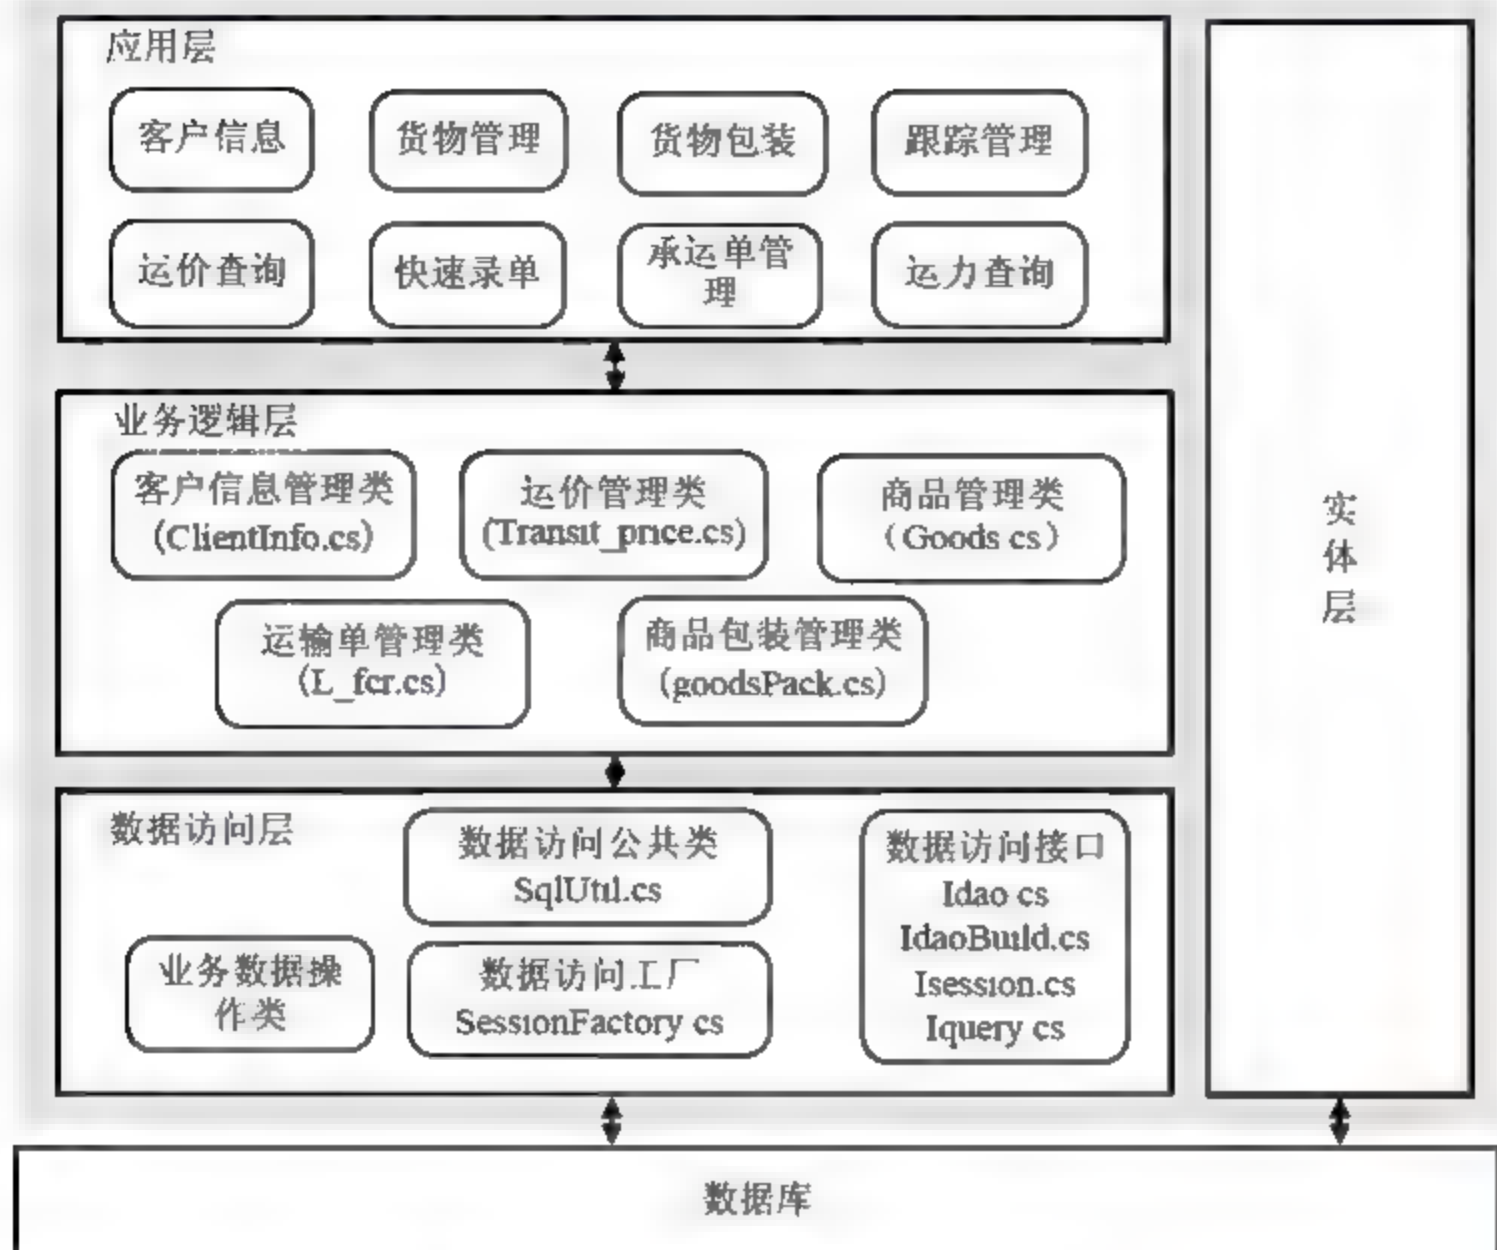 应用层
客户信息
货物管理
货物包装
跟踪管理
运价查询
快速录单
承运单管
理
运力查询
业务逻辑层
客户信息管理类
(ClientInfo.cs)
运价管理类
(Transit_price.cs)
商品管理类
(Goods cs)
运输单管理类
(L_fcr.cs)
商品包装管理类
(goodsPack.cs)
数据访问层
数据访问公共类
SqlUtil.cs
数据访问接口
Idao cs
IdaoBuild.cs
Isession.cs
Iquery cs
业务数据操
作类
数据访问工厂
SessionFactory cs
实
体
层
数据库